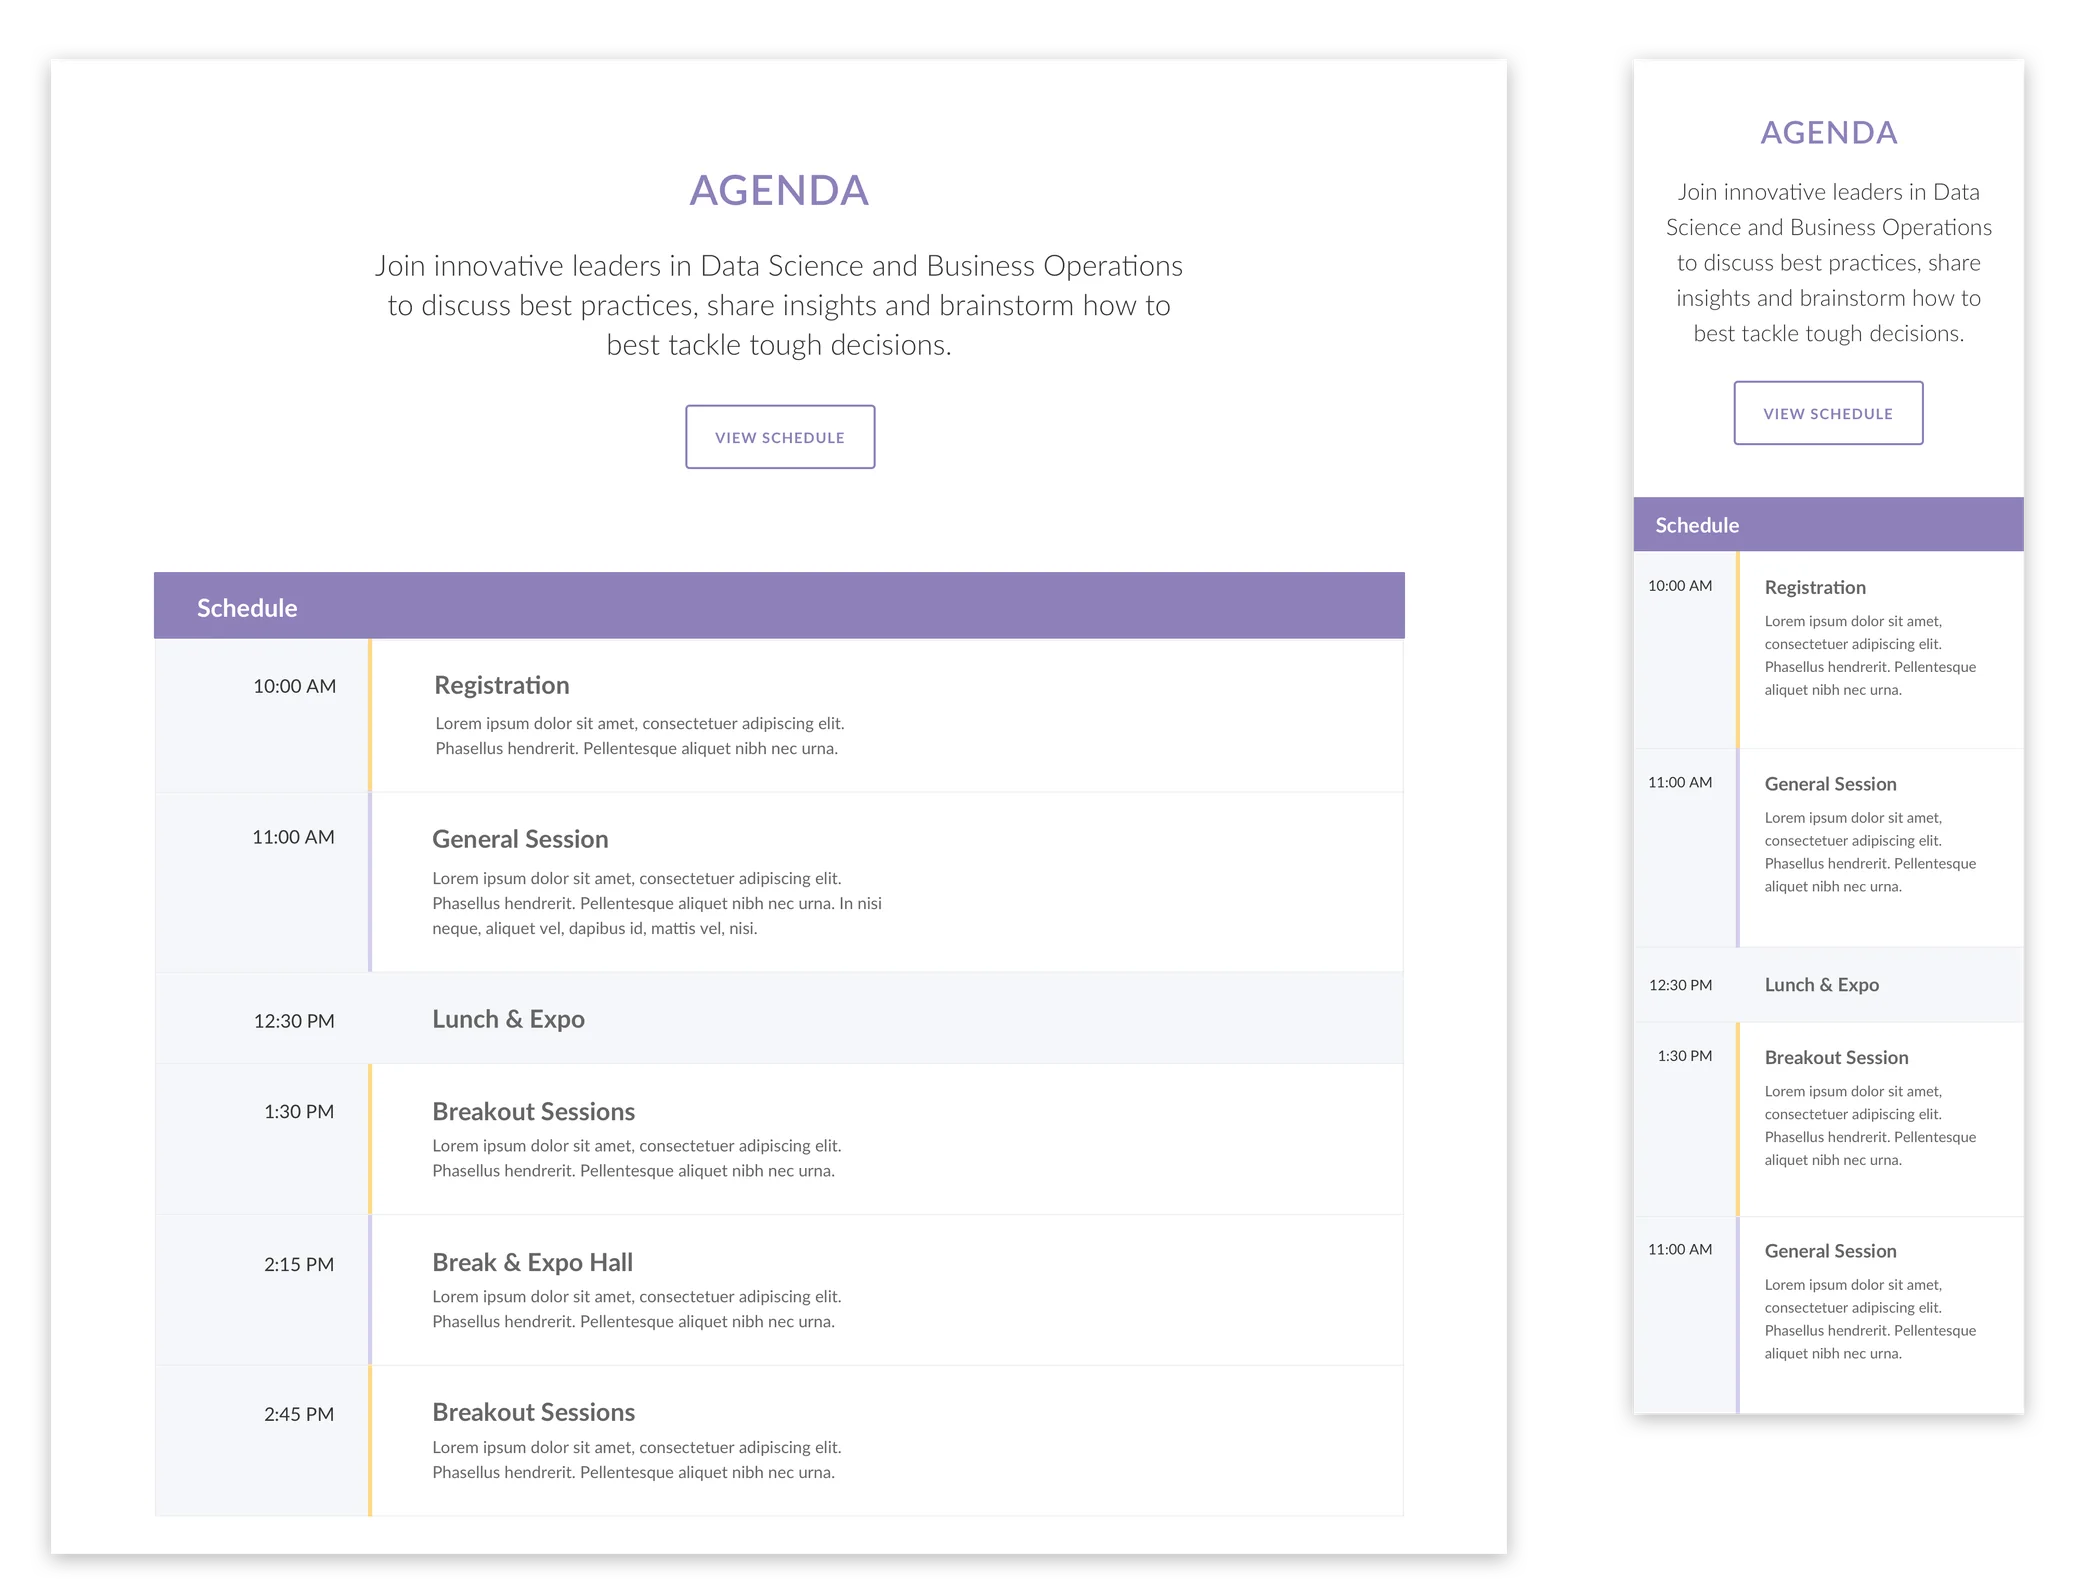 AGENDA
Join innovative leaders in Data Science and Business Operations
to discuss best practices, share insights and brainstorm how to
best tackle tough decisions.
VIEW SCHEDULE
Schedule
10:00 AM
Registration
Lorem ipsum dolor sit amet, consectetuer adipiscing elit.
Phasellus hendrerit. Pellentesque aliquet nibh nec urna.
11:00 AM
General Session
Lorem ipsum dolor sit amet, consectetuer adipiscing elit.
Phasellus hendrerit. Pellentesque aliquet nibh nec urna. In nisi
neque, aliquet vel, dapibus id, mattis vel, nisi.
12:30 PM
Lunch & Expo
1:30 PM
Breakout Sessions
Lorem ipsum dolor sit amet, consectetuer adipiscing elit.
Phasellus hendrerit. Pellentesque aliquet nibh nec urna.
2:15 PM
Break & Expo Hall
Lorem ipsum dolor sit amet, consectetuer adipiscing elit.
Phasellus hendrerit. Pellentesque aliquet nibh nec urna.
2:45 PM
Breakout Sessions
Lorem ipsum dolor sit amet, consectetuer adipiscing elit.
Phasellus hendrerit. Pellentesque aliquet nibh nec urna.
AGENDA
Join innovative leaders in Data
Science and Business Operations
to discuss best practices, share
insights and brainstorm how to
best tackle tough decisions.
VIEW SCHEDULE
Schedule
10:00 AM
Registration
Lorem ipsum dolor sit amet,
consectetuer adipiscing elit.
Phasellus hendrerit. Pellentesque
aliquet nibh nec urna.
11:00 AM
General Session
Lorem ipsum dolor sit amet,
consectetuer adipiscing elit.
Phasellus hendrerit. Pellentesque
aliquet nibh nec urna.
12:30 PM
Lunch & Expo
1:30 PM
Breakout Session
Lorem ipsum dolor sit amet,
consectetuer adipiscing elit.
Phasellus hendrerit. Pellentesque
aliquet nibh nec urna.
11:00 AM
General Session
Lorem ipsum dolor sit amet,
consectetuer adipiscing elit.
Phasellus hendrerit. Pellentesque
aliquet nibh nec urna.